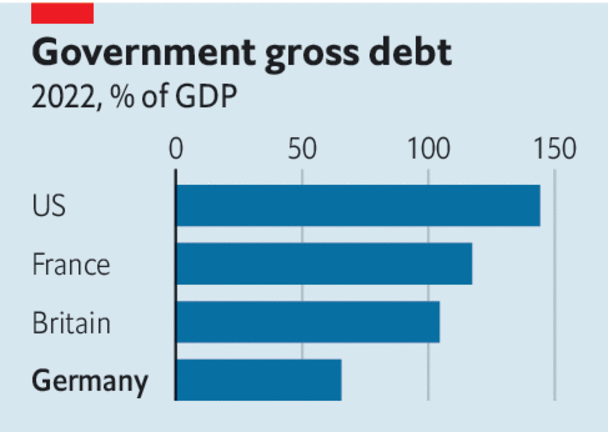 Government gross debt
2022, % of GDP
0 50 100 150
US
France
Britain
Germany